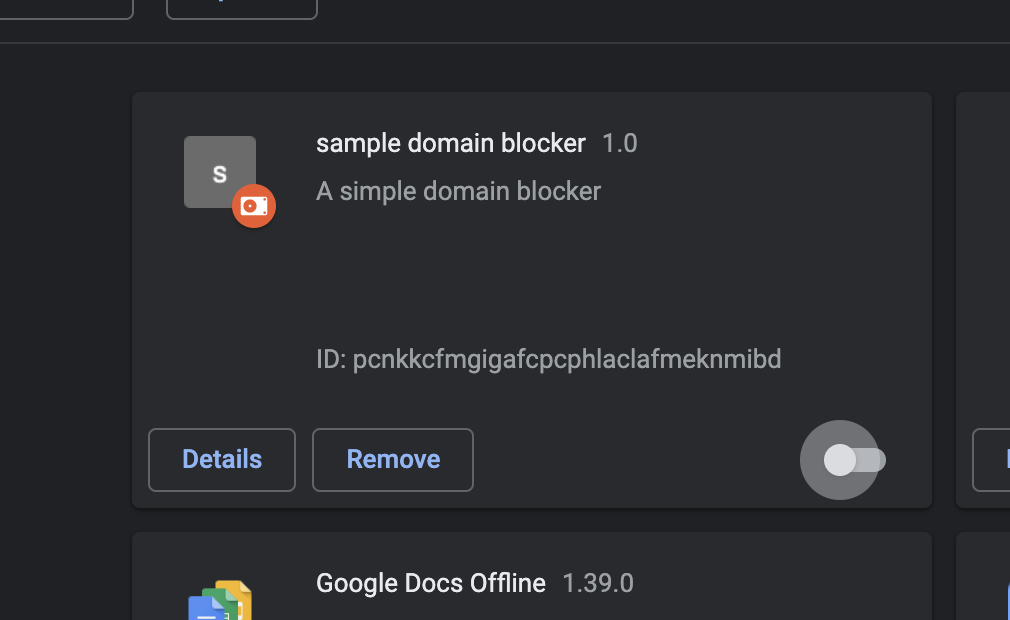 S
sample domain blocker 1.0
A simple domain blocker
ID: pcnkkcfmgigafcpcphlaclafmeknmibd
Details Remove
Google Docs Offline 1.39.0